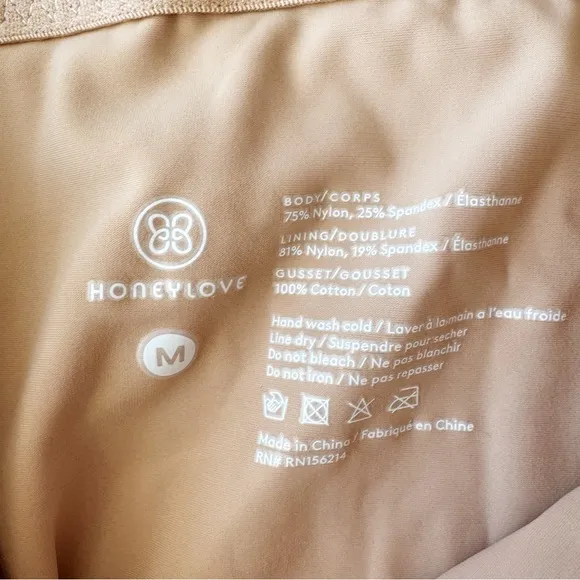 HONEYLOVE
M
BODY/CORPS
75% Nylon, 25% Spandex / Élasthanne
LINING/DOUBLURE
81% Nylon, 19% Spandex / Élasthanne
GUSSET/GOUSSET
100% Cotton / Coton
Hand wash cold / Laver à la main a l'eau froide
Line dry / Suspendre pour secher
Do not bleach / Ne pas blanchir
Do not iron / Ne pas repasser
Made in China / Fabriqué en Chine
RN# RN156214